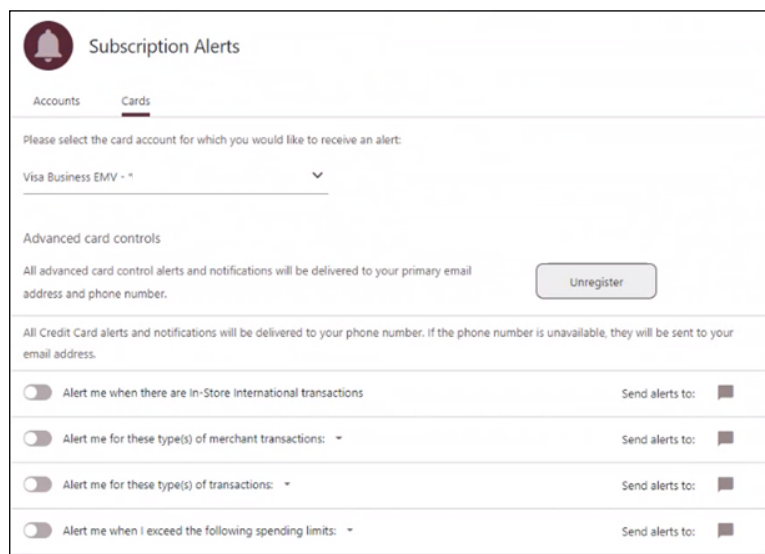 Subscription Alerts
Accounts Cards
Please select the card account for which you would like to receive an alert:
Visa Business EMV - *
Advanced card controls
All advanced card control alerts and notifications will be delivered to your primary email
address and phone number.
Unregister
All Credit Card alerts and notifications will be delivered to your phone number. If the phone number is unavailable, they will be sent to your
email address.
Alert me when there are In-Store International transactions Send alerts to:
Alert me for these type(s) of merchant transactions: Send alerts to:
Alert me for these type(s) of transactions: Send alerts to:
Alert me when I exceed the following spending limits: Send alerts to: